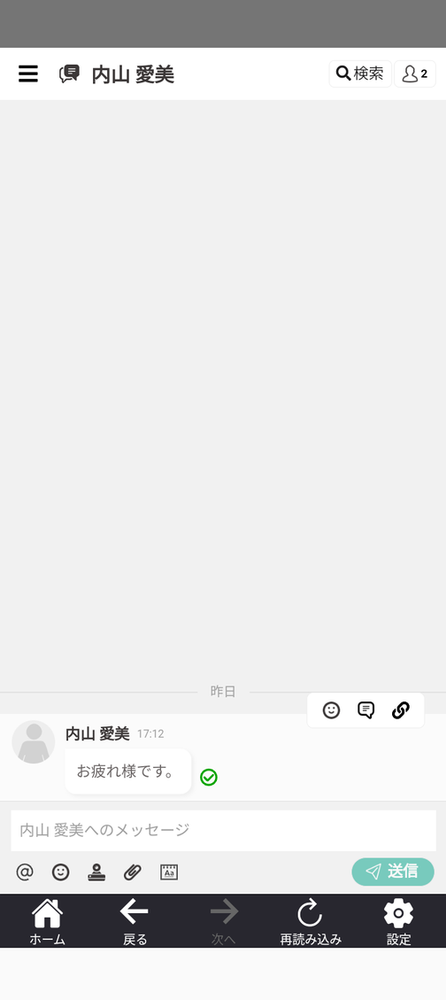 内山 愛美
検索
2
昨日
内山 愛美 17:12
お疲れ様です。
内山 愛美へのメッセージ
@
Aa
送信
ホーム
戻る
次へ
再読み込み
設定